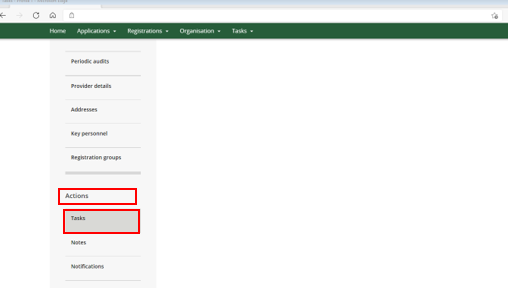 Home Applications Registrations Organisation Tasks
Periodic audits
Provider details
Addresses
Key personnel
Registration groups
Actions
Tasks
Notes
Notifications